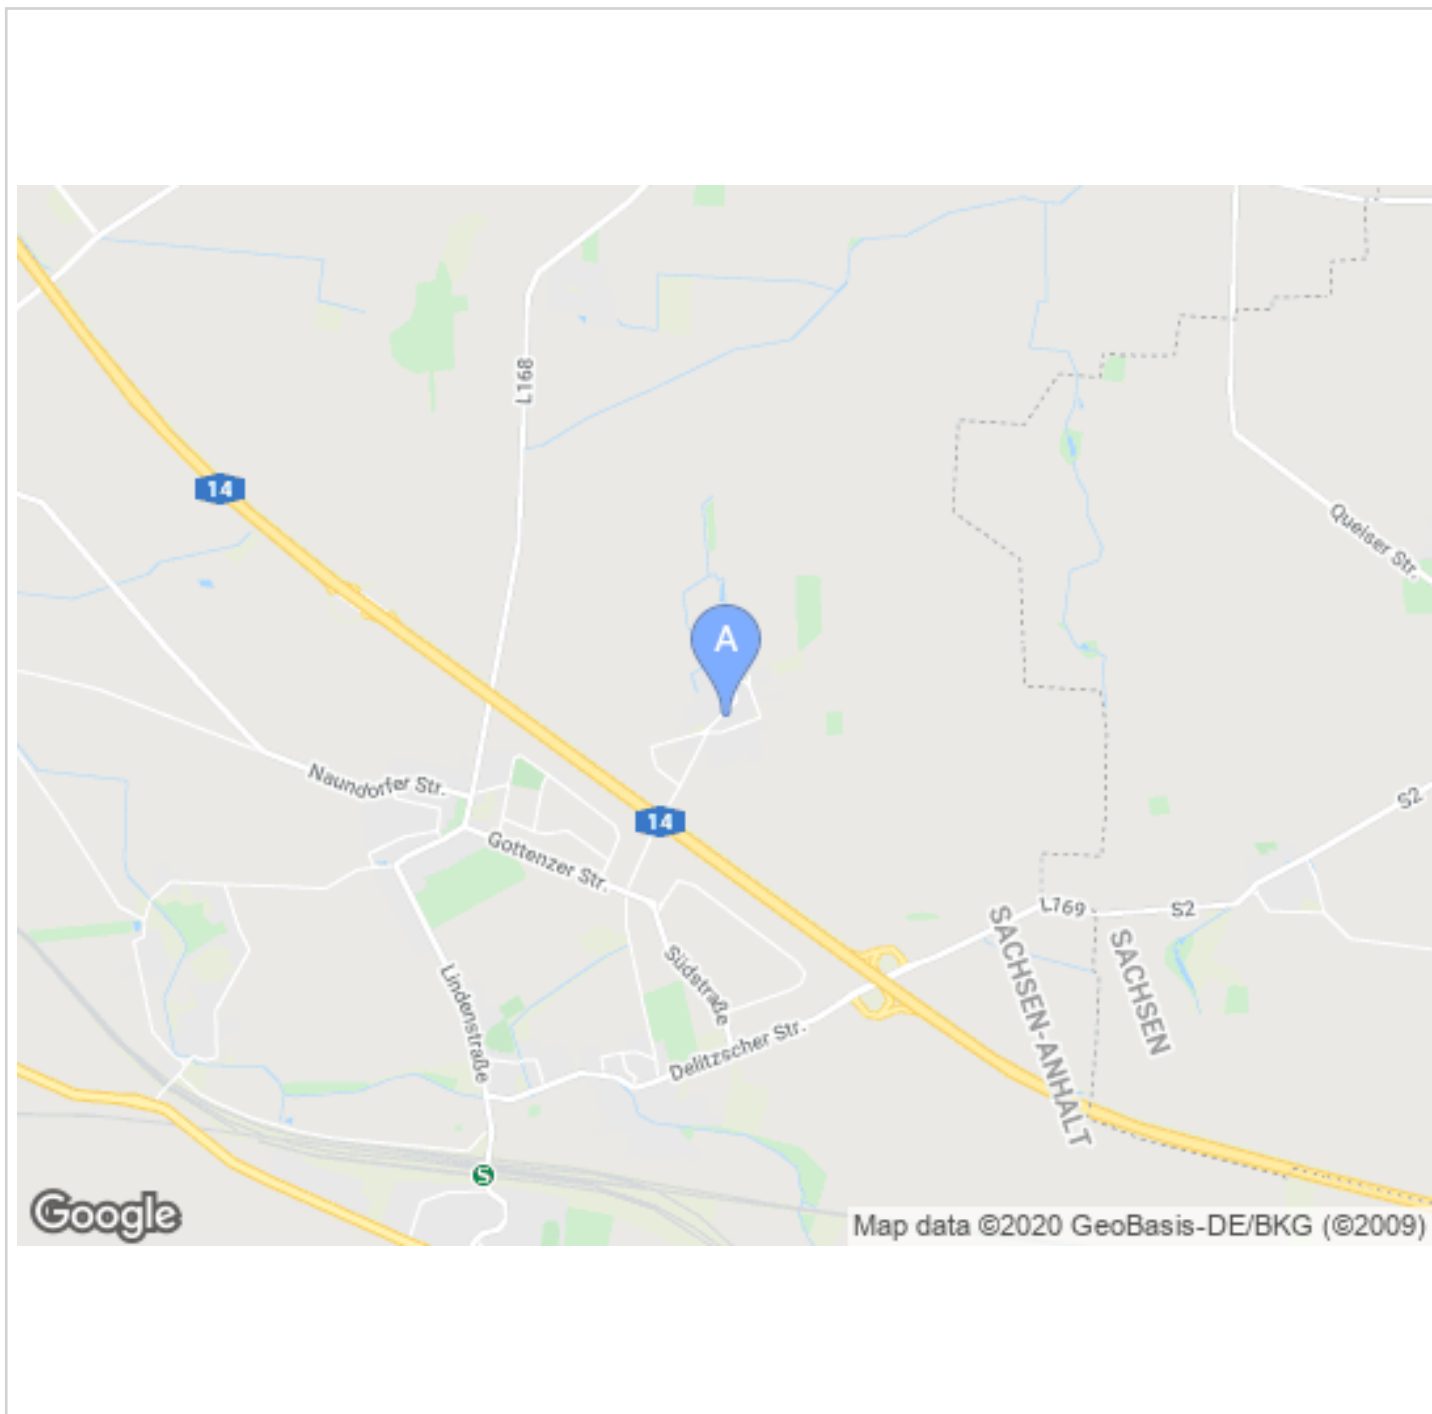 L168
14
Queiser Str.
A
Naundorfer Str.
14
S2
Gottenzer Str.
L169
S2
SACHSEN-ANHALT
SACHSEN
Südstraße
Lindenstraße
Delitzscher Str.
S
Google
Map data ©2020 GeoBasis-DE/BKG (©2009)